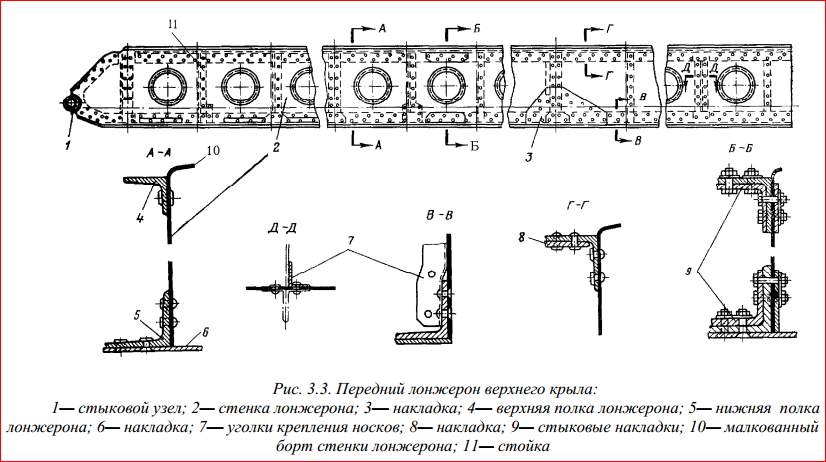 11
А
Б
Г
Г
Д
Д
В
1
2
А
Б
3
В
А-А
10
Б-Б
4
Д-Д
7
В-В
Г-Г
8
9
5
6
Рис. 3.3. Передний лонжерон верхнего крыла:
1— стыковой узел; 2— стенка лонжерона; 3— накладка; 4— верхняя полка лонжерона; 5— нижняя полка
лонжерона; 6— накладка; 7— уголки крепления носков; 8— накладка; 9— стыковые накладки; 10— малкованный
борт стенки лонжерона; 11— стойка